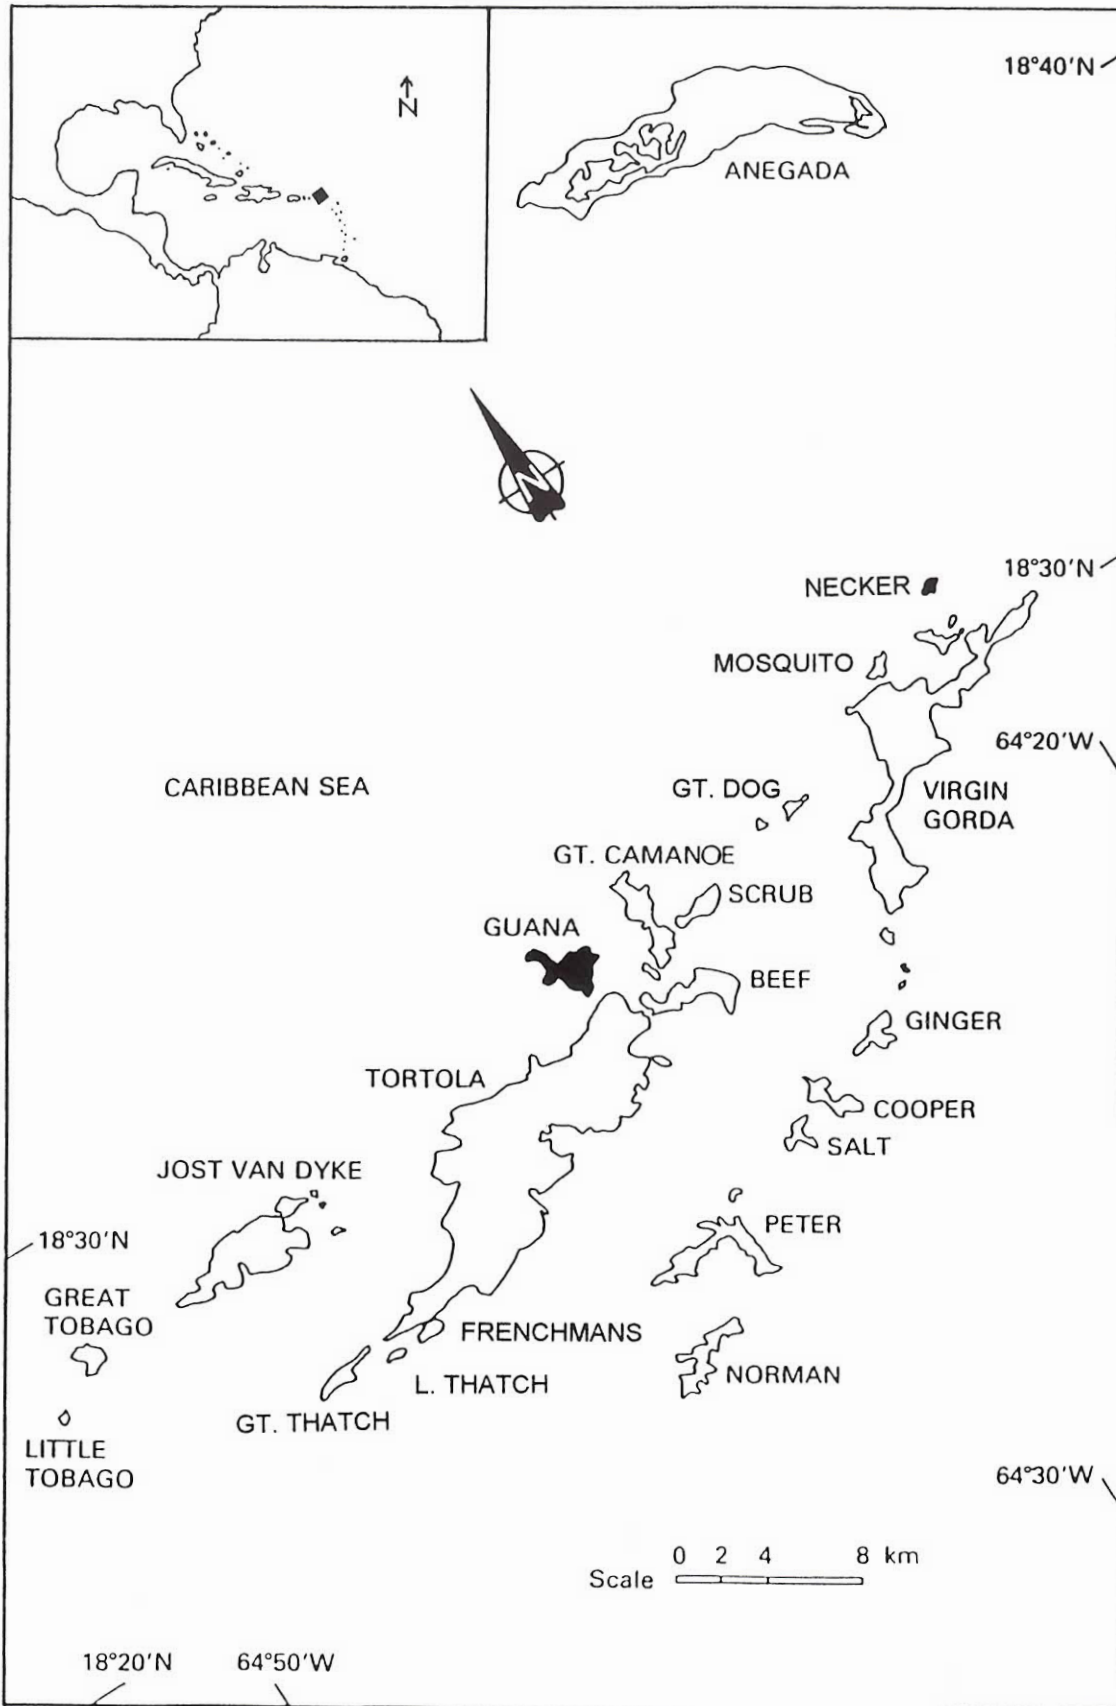 N
18°40'N
ANEGADA
N
18°30'N
NECKER
MOSQUITO
64°20'W
CARIBBEAN SEA
GT. DOG
VIRGIN
GORDA
GT. CAMANOE
SCRUB
GUANA
BEEF
GINGER
TORTOLA
COOPER
SALT
JOST VAN DYKE
PETER
18°30'N
GREAT
TOBAGO
FRENCHMANS
L. THATCH
NORMAN
GT. THATCH
LITTLE
TOBAGO
64°30'W
0 2 4 8 km
Scale
18°20'N 64°50'W